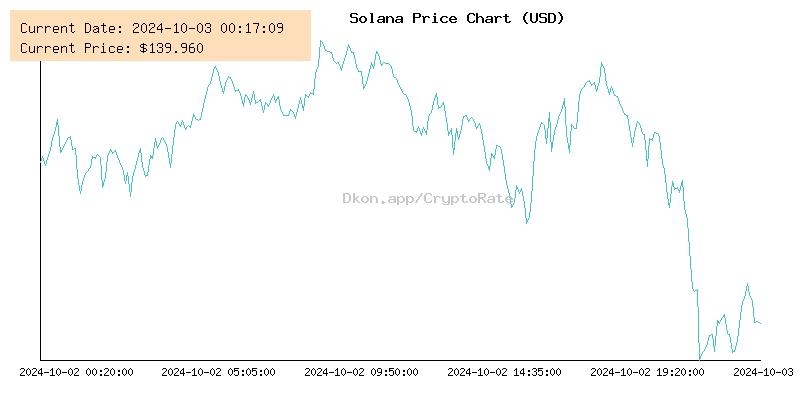 Solana Price Chart (USD)
Current Date: 2024-10-03 00:17:09
Current Price: $139.960
Dkon.app/CryptoRate
2024-10-02 00:20:00 2024-10-02 05:05:00 2024-10-02 09:50:00 2024-10-02 14:35:00 2024-10-02 19:20:00 2024-10-03